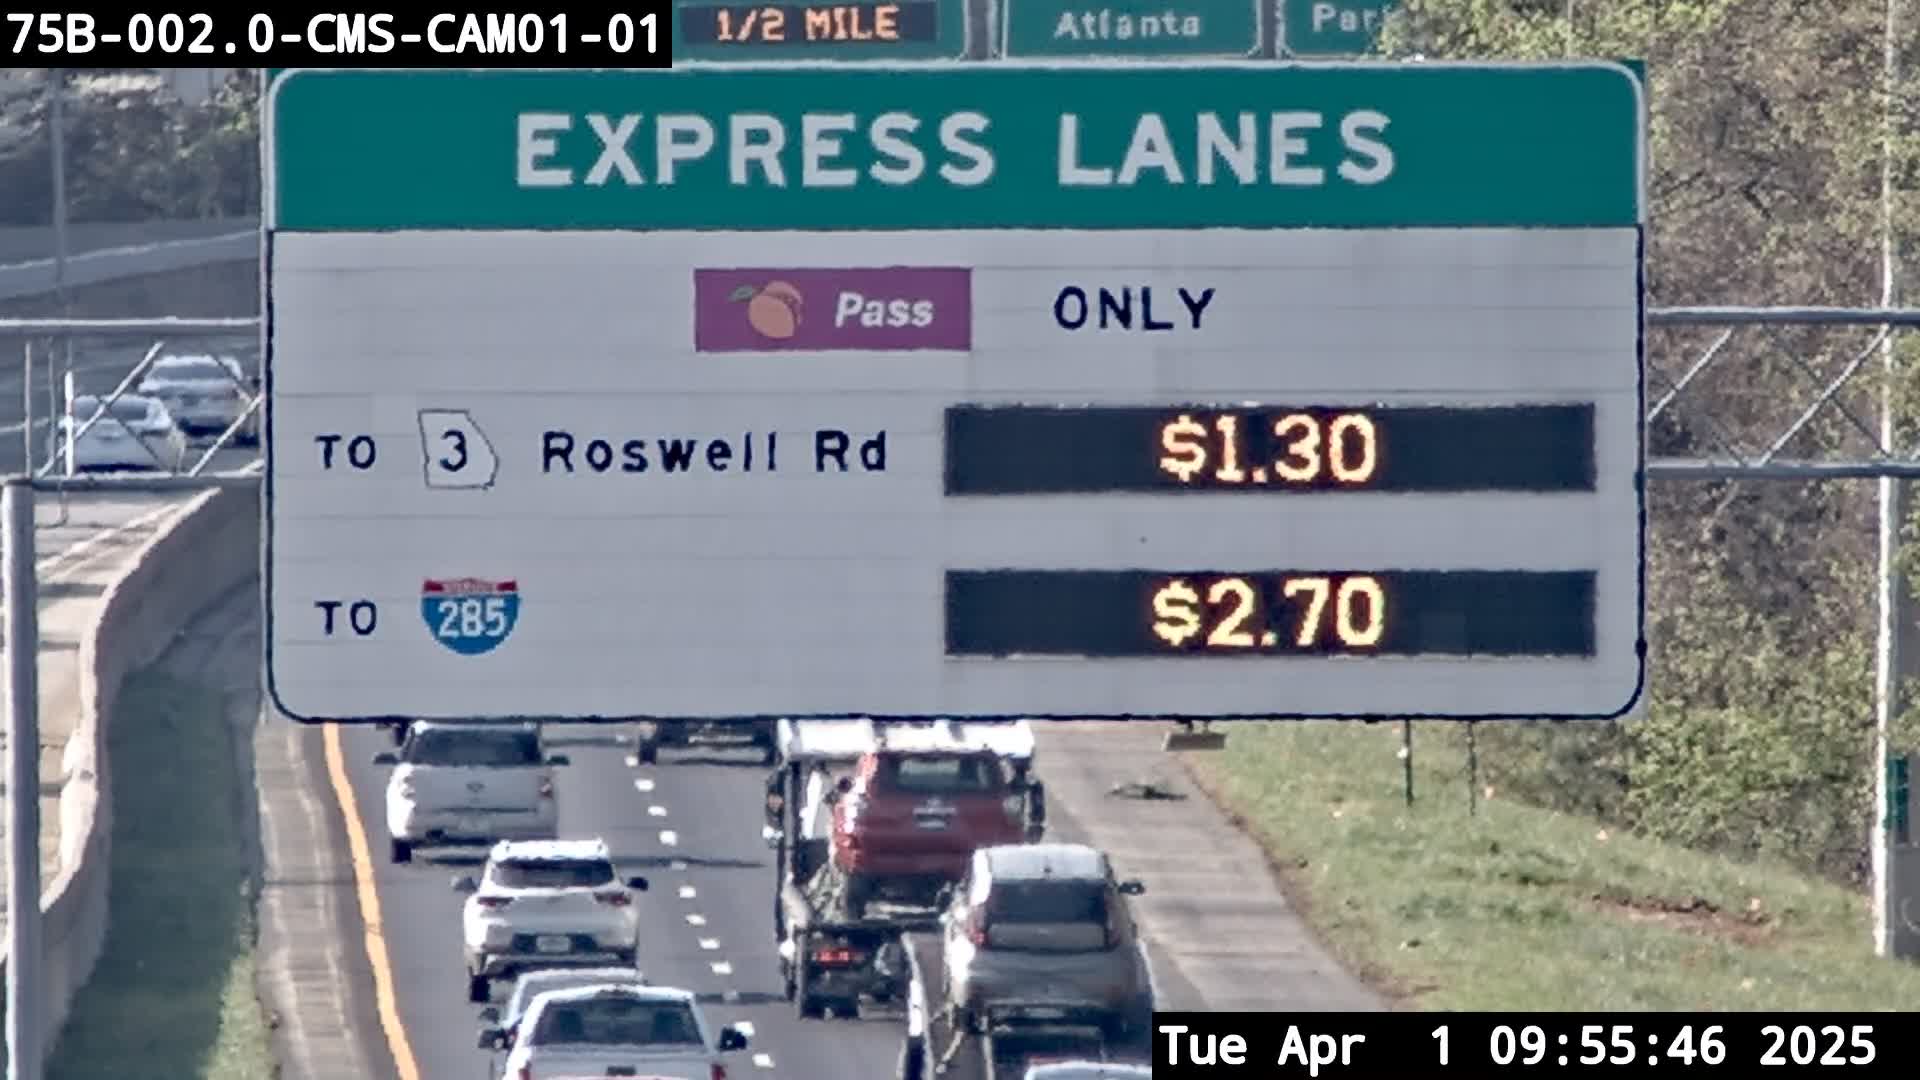 75B-002.0-CMS-CAM01-01
1/2 MILE
Atlanta
EXPRESS LANES
Pass ONLY
TO 3 Roswell Rd $1.30
TO 285 $2.70
Tue Apr 1 09:55:46 2025